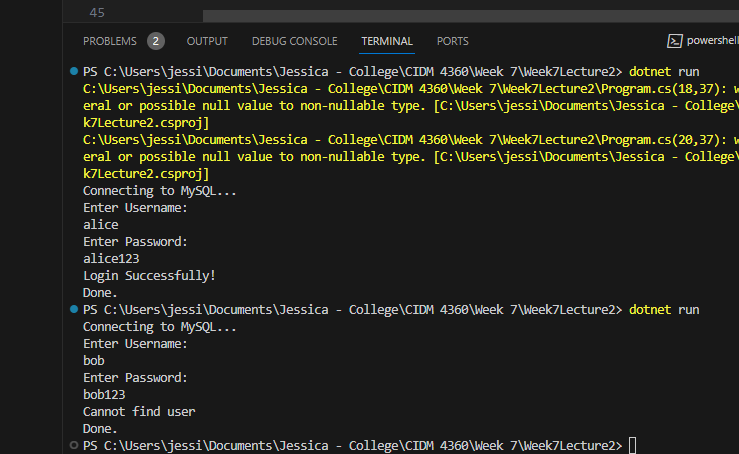 45
PROBLEMS 2 OUTPUT DEBUG CONSOLE TERMINAL PORTS powershell
PS C:\Users\jessi\Documents\Jessica - College\CIDM 4360\Week 7\Week7Lecture2> dotnet run
C:\Users\jessi\Documents\Jessica - College\CIDM 4360\Week 7\Week7Lecture2\Program.cs(18,37): w
eral or possible null value to non-nullable type. [C:\Users\jessi\Documents\Jessica - College
k7Lecture2.csproj]
C:\Users\jessi\Documents\Jessica - College\CIDM 4360\Week 7\Week7Lecture2\Program.cs(20,37): w
eral or possible null value to non-nullable type. [C:\Users\jessi\Documents\Jessica - College
k7Lecture2.csproj]
Connecting to MySQL...
Enter Username:
alice
Enter Password:
alice123
Login Successfully!
Done.
PS C:\Users\jessi\Documents\Jessica - College\CIDM 4360\Week 7\Week7Lecture2> dotnet run
Connecting to MySQL...
Enter Username:
bob
Enter Password:
bob123
Cannot find user
Done.
PS C:\Users\jessi\Documents\Jessica - College\CIDM 4360\Week 7\Week7Lecture2>